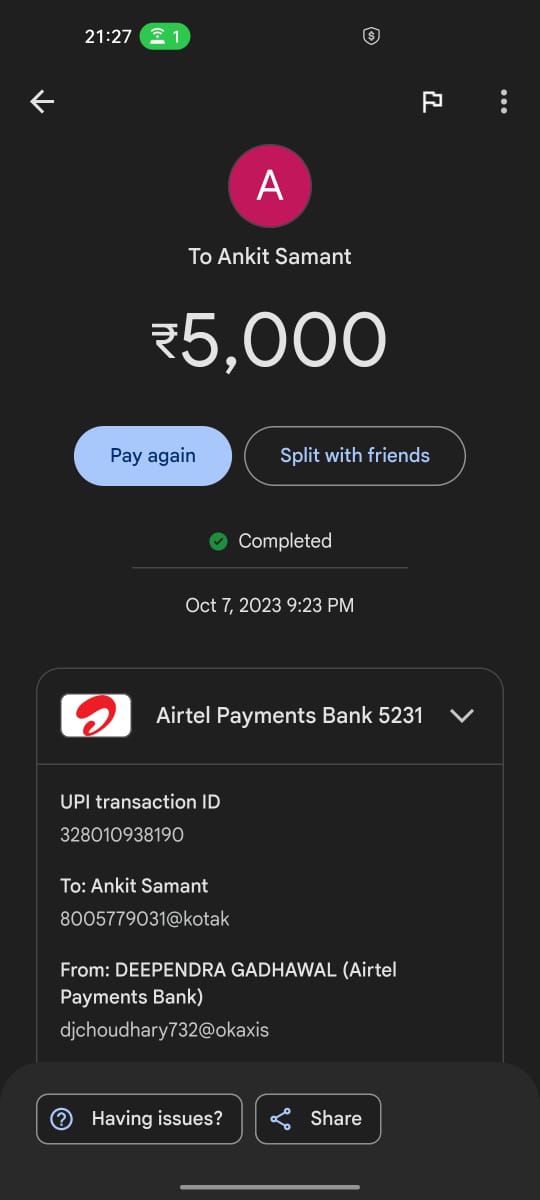 21:27 1
A
To Ankit Samant
₹5,000
Pay again Split with friends
Completed
Oct 7, 2023 9:23 PM
Airtel Payments Bank 5231
UPI transaction ID
328010938190
To: Ankit Samant
8005779031@kotak
From: DEEPENDRA GADHAWAL (Airtel
Payments Bank)
djchoudhary732@okaxis
Having issues? Share